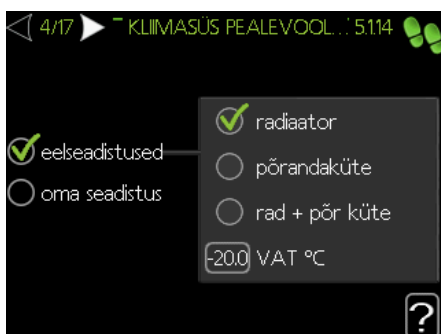 4/17 KLIIMASÜS PEALEVOOL... 5.1.14
eelseadistused
oma seadistus
radiaator
põrandaküte
rad + põr küte
-20.0 VAT °C
?